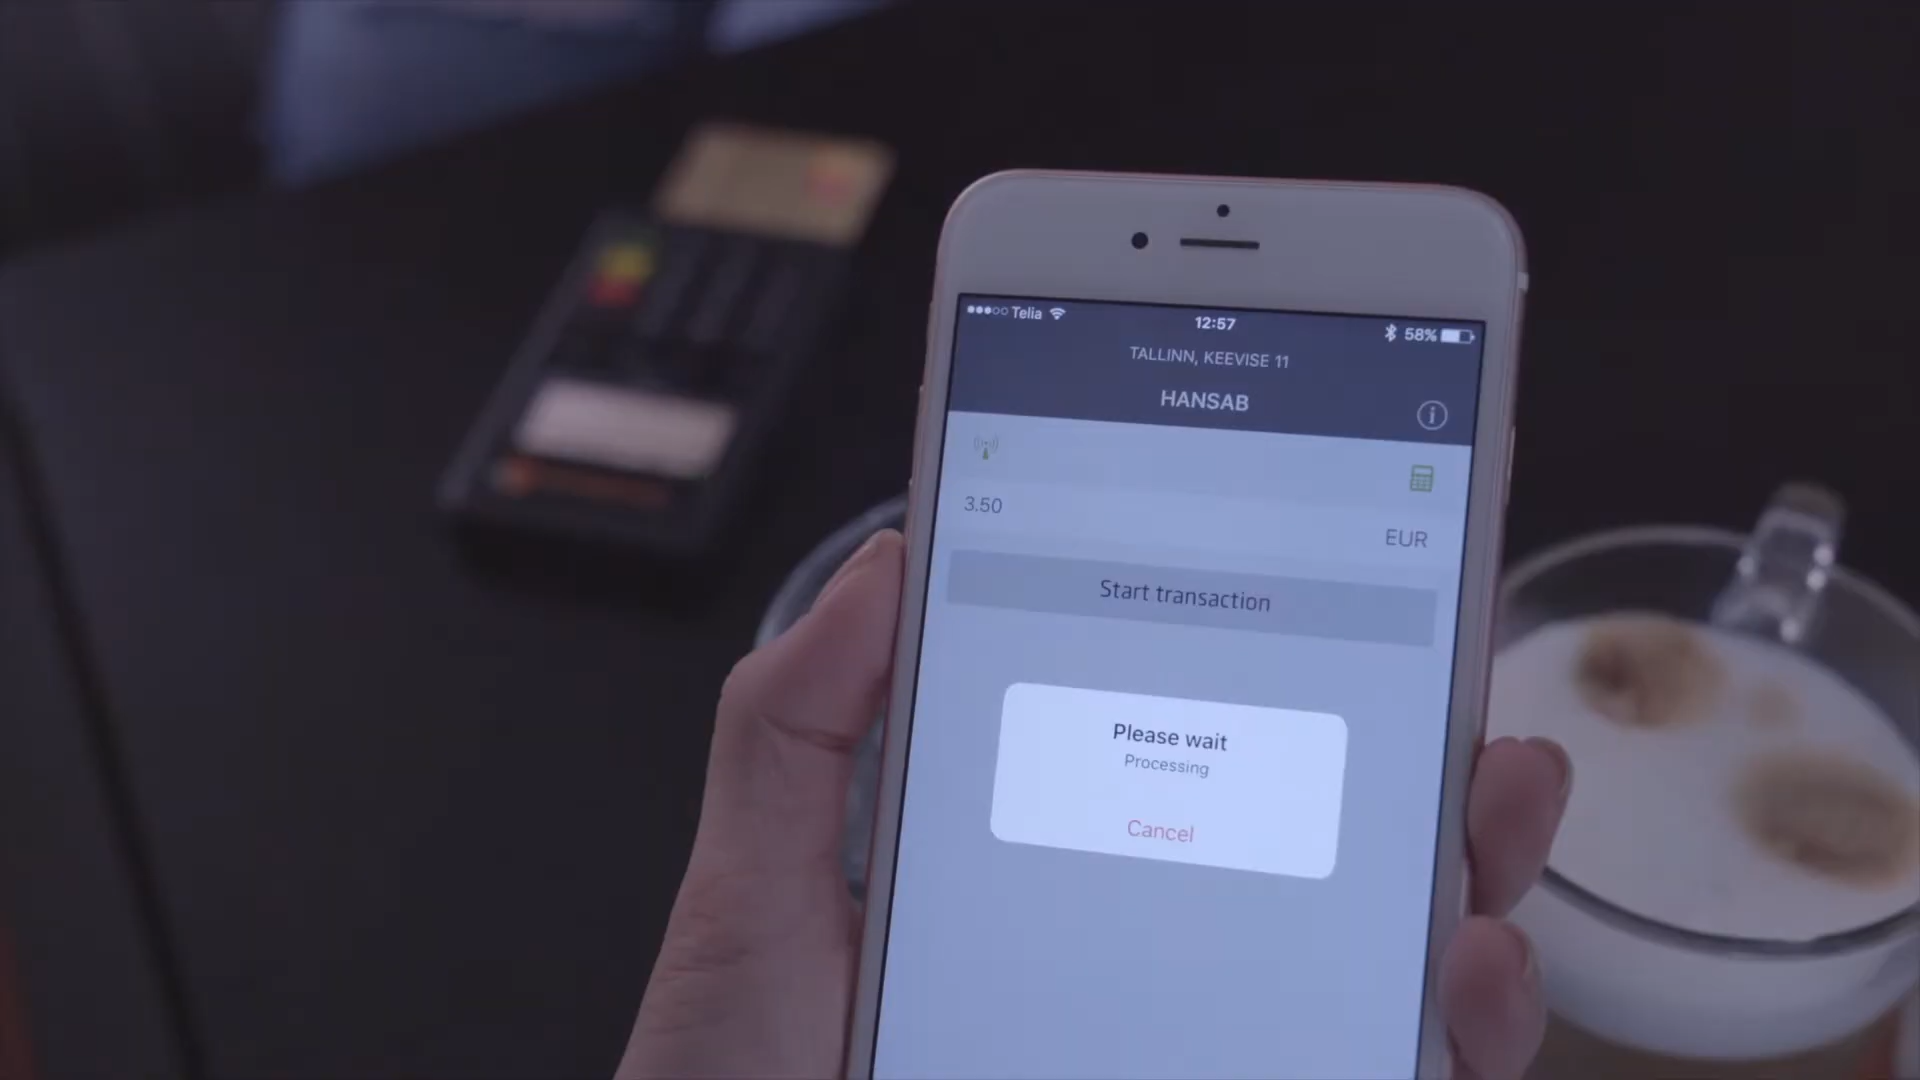 Telia
12:57
58%
TALLINN, KEEVISE 11
HANSAB
3.50
EUR
Start transaction
Please wait
Processing
Cancel